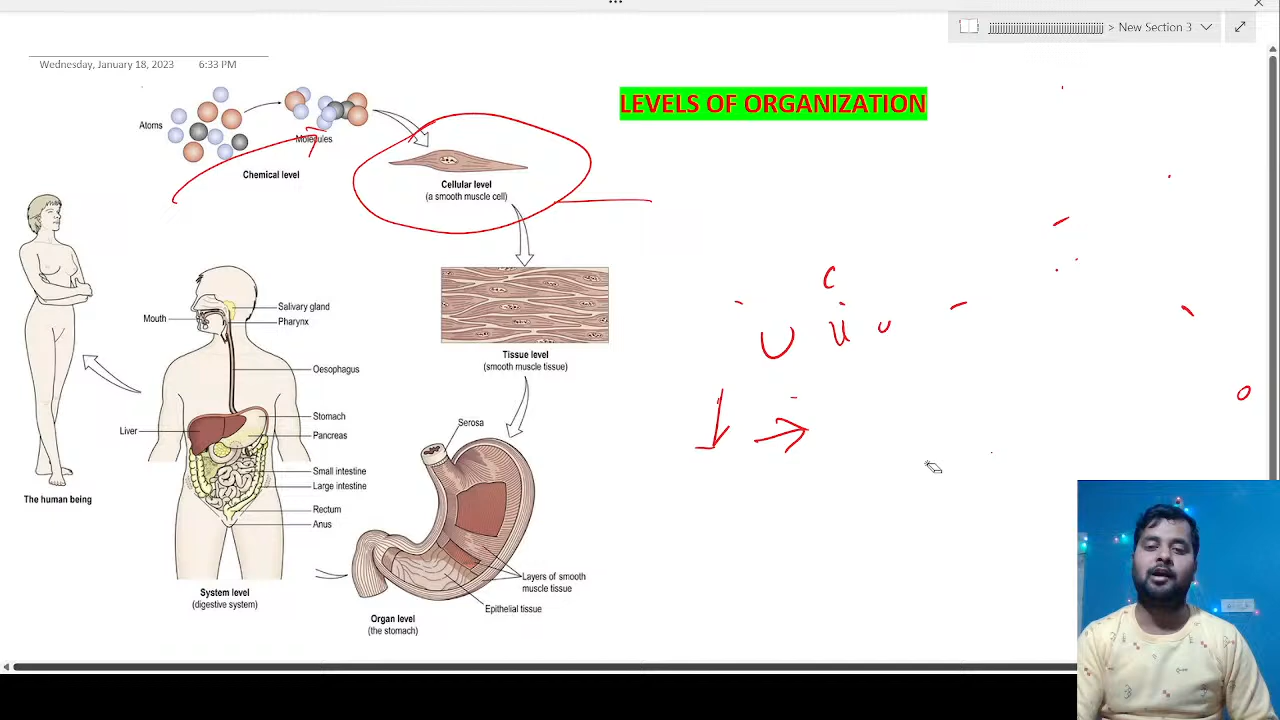 jjjjjjjjjjjjjjjjjjjjjjjjjjjjjjjjjjjjj > New Section 3
Wednesday, January 18, 2023 6:33 PM
LEVELS OF ORGANIZATION
Atoms
Molecules
Chemical level
Cellular level
(a smooth muscle cell)
Salivary gland
Mouth
Pharynx
Tissue level
(smooth muscle tissue)
Oesophagus
Stomach
Liver
Pancreas
Serosa
Small intestine
Large intestine
The human being
Rectum
Anus
Layers of smooth
muscle tissue
System level
(digestive system)
Epithelial tissue
Organ level
(the stomach)